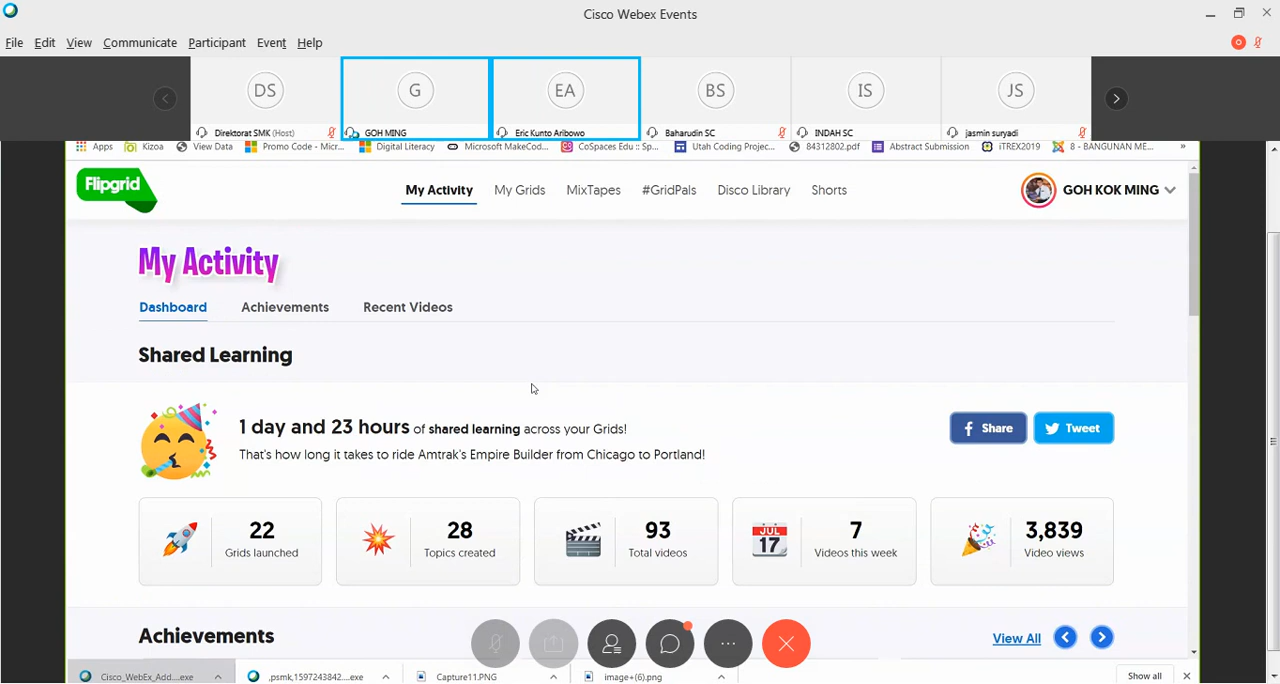 Cisco Webex Events
File Edit View Communicate Participant Event Help
DS G EA BS IS JS
Direktorat SMK (Host) GOH MING Eric Kunto Aribowo Baharudin SC INDAH SC jasmin suryadi
Apps Kizoa View Data Promo Code - Micr... Digital Literacy Microsoft MakeCod... CoSpaces Edu :: Sp... Utah Coding Projec... 84312802.pdf Abstract Submission iTREX2019 8 - BANGUNAN ME... »
Flipgrid My Activity My Grids MixTapes #GridPals Disco Library Shorts GOH KOK MING
My Activity
Dashboard Achievements Recent Videos
Shared Learning
1 day and 23 hours of shared learning across your Grids! Share Tweet
That's how long it takes to ride Amtrak's Empire Builder from Chicago to Portland!
22 28 JUL 17 93 7 3,839
Grids launched Topics created Total videos Videos this week Video views
Achievements View All
Cisco_WebEx_Add....exe ,psmk,1597243842....exe Capture11.PNG image+(6).png Show all